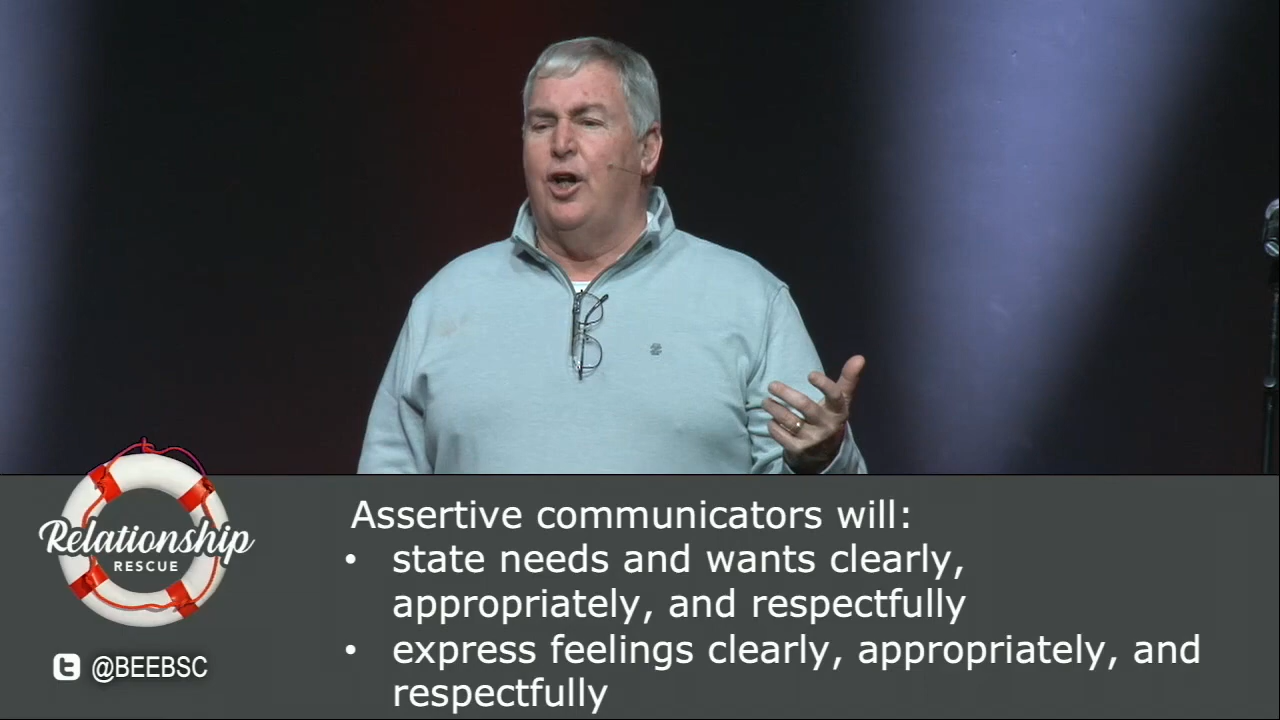 Relationship
RESCUE
@BEEBSC
Assertive communicators will:
• state needs and wants clearly,
appropriately, and respectfully
• express feelings clearly, appropriately, and
respectfully